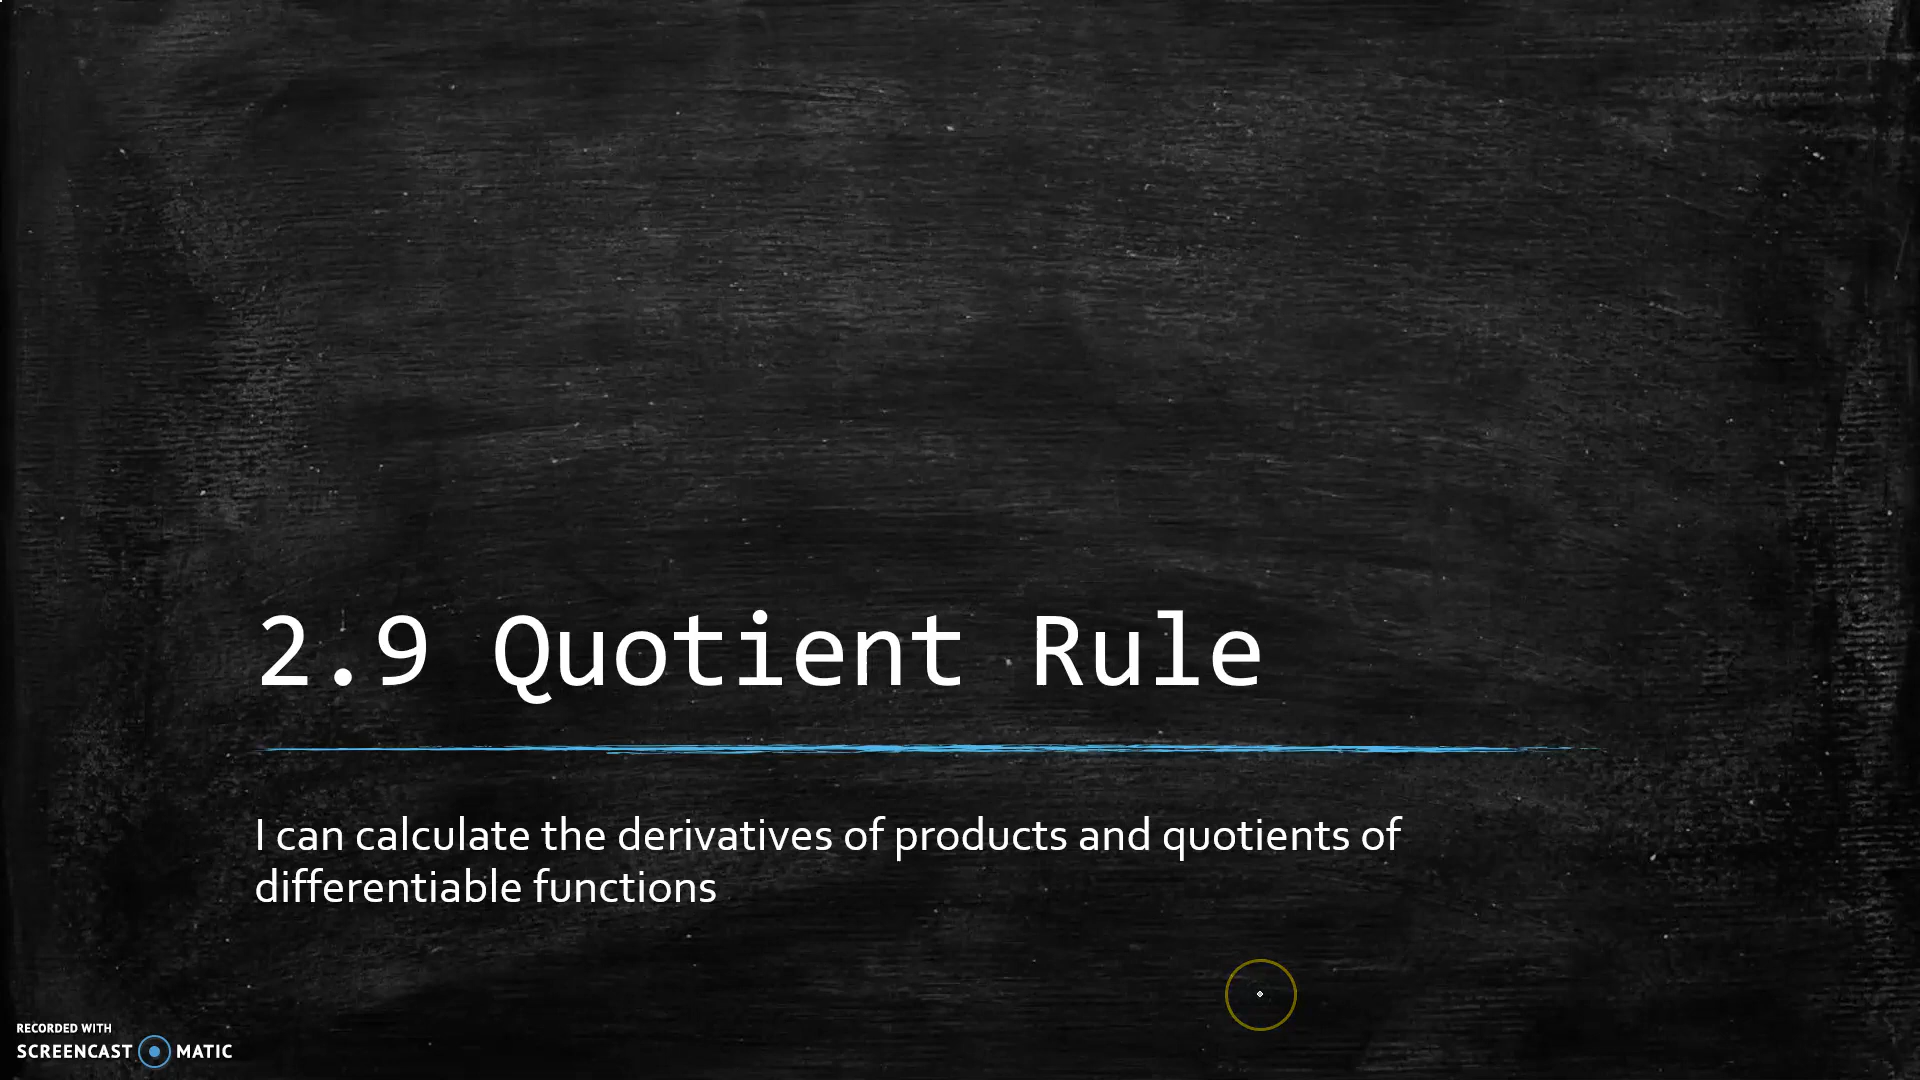 2.9 Quotient Rule
I can calculate the derivatives of products and quotients of
differentiable functions
RECORDED WITH
SCREENCAST MATIC